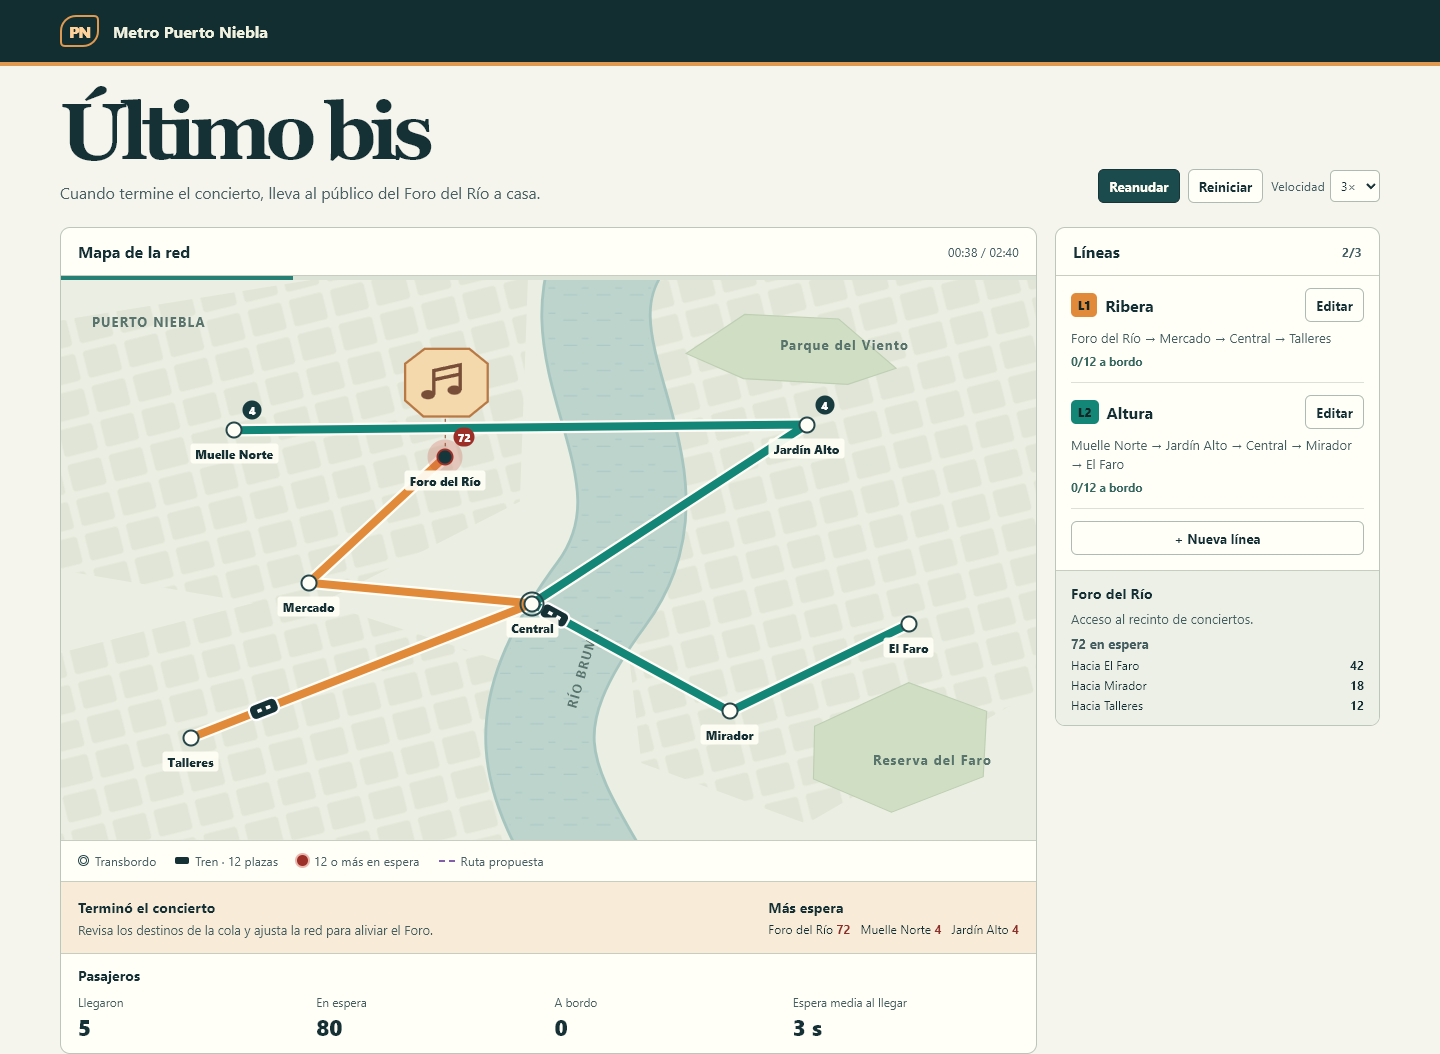 PN Metro Puerto Niebla
Último bis
Cuando termine el concierto, lleva al público del Foro del Río a casa.
Reanudar Reiniciar Velocidad 3×
Mapa de la red 00:38 / 02:40
PUERTO NIEBLA
Parque del Viento
4
4
72
Muelle Norte
Jardín Alto
Foro del Río
Mercado
Central
El Faro
RÍO
Mirador
Talleres
Reserva del Faro
Transbordo Tren · 12 plazas 12 o más en espera Ruta propuesta
Terminó el concierto
Revisa los destinos de la cola y ajusta la red para aliviar el Foro.
Más espera
Foro del Río 72 Muelle Norte 4 Jardín Alto 4
Pasajeros
Llegaron En espera A bordo Espera media al llegar
5 80 0 3 s
Líneas 2/3
L1 Ribera Editar
Foro del Río → Mercado → Central → Talleres
0/12 a bordo
L2 Altura Editar
Muelle Norte → Jardín Alto → Central → Mirador
→ El Faro
0/12 a bordo
+ Nueva línea
Foro del Río
Acceso al recinto de conciertos.
72 en espera
Hacia El Faro 42
Hacia Mirador 18
Hacia Talleres 12